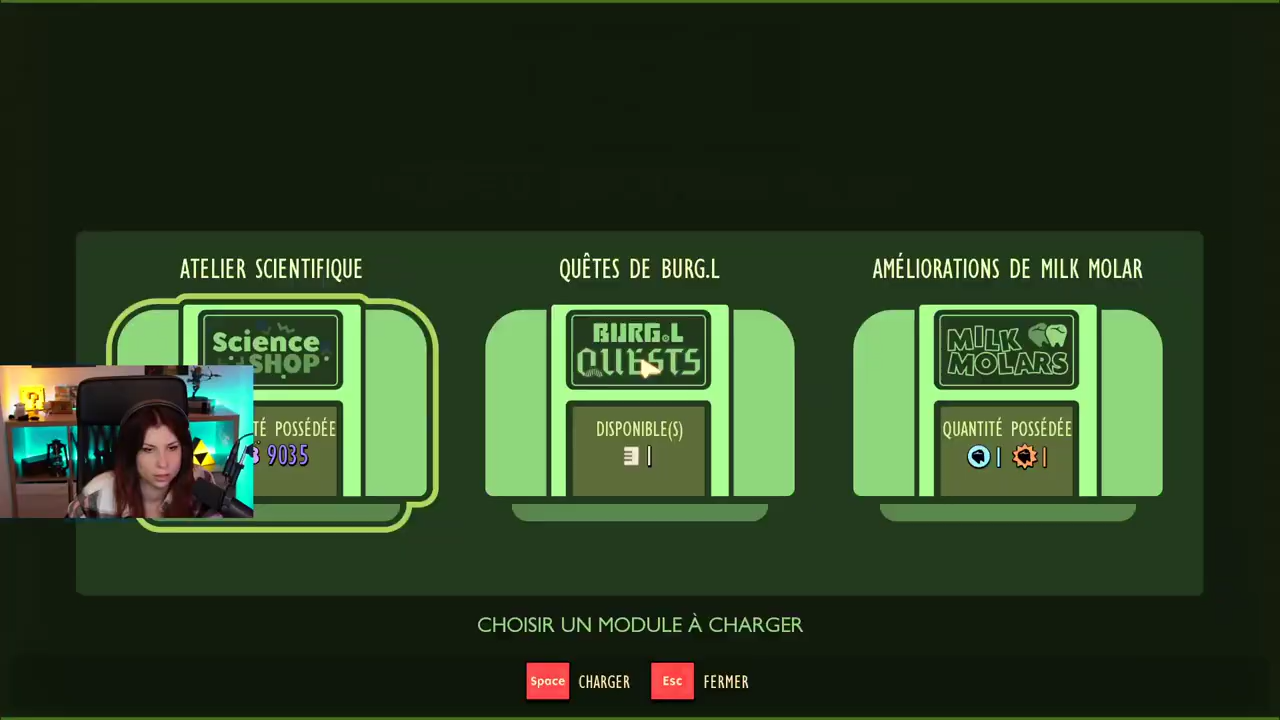 ATELIER SCIENTIFIQUE
QUÊTES DE BURG.L
AMÉLIORATIONS DE MILK MOLAR
Science
SHOP
BURG.L
QUESTS
MILK
MOLARS
TÉ POSSÉDÉE
9035
DISPONIBLE(S)
1
QUANTITÉ POSSÉDÉE
1 1
CHOISIR UN MODULE À CHARGER
Space CHARGER Esc FERMER